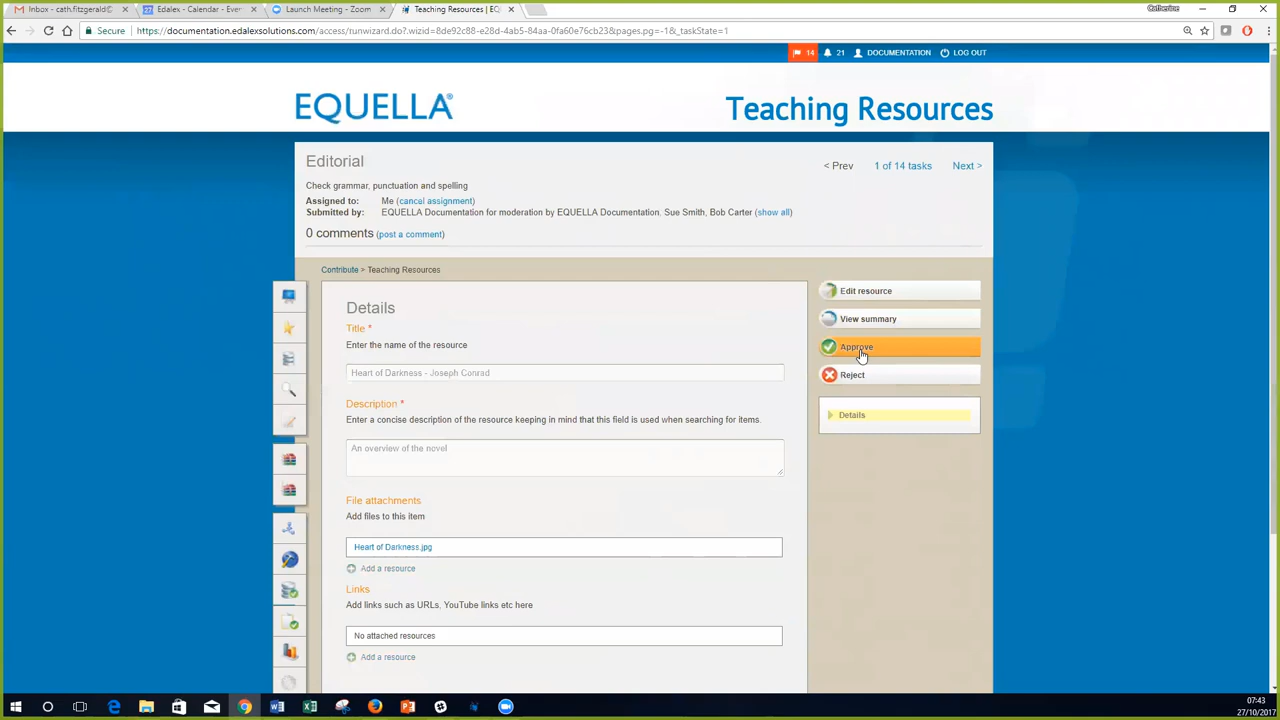 Inbox - cath.fitzgerald@
Edalex - Calendar - Even
Launch Meeting - Zoom
Teaching Resources | EQ
Catherine
Secure
https://documentation.edalexsolutions.com/access/runwizard.do?.wizid=8de92c88-e28d-4ab5-84aa-0fa60e76cb23&pages.pg=-1&_taskState=1
14
21
DOCUMENTATION
LOG OUT
EQUELLA®
Teaching Resources
Editorial
< Prev
1 of 14 tasks
Next >
Check grammar, punctuation and spelling
Assigned to: Me (cancal assignment)
Submitted by: EQUELLA Documentation for moderation by EQUELLA Documentation, Sue Smith, Bob Carter (show all)
0 comments (post a comment)
Contribute > Teaching Resources
Edit resource
View summary
Approve
Reject
Details
Details
Title *
Enter the name of the resource
Heart of Darkness - Joseph Conrad
Description *
Enter a concise description of the resource keeping in mind that this field is used when searching for items.
An overview of the novel
File attachments
Add files to this item
Heart of Darkness.jpg
Add a resource
Links
Add links such as URLs, YouTube links etc here
No attached resources
Add a resource
07:43
27/10/2017